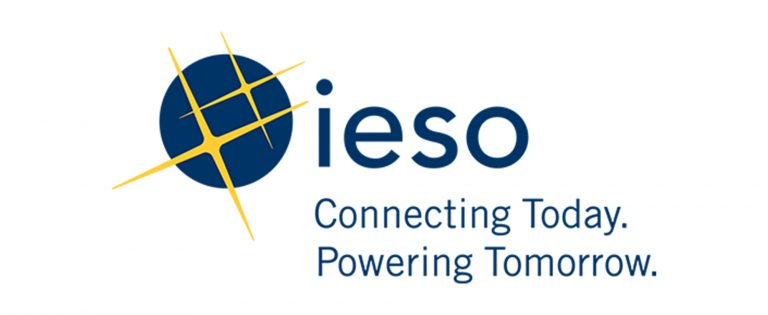 ieso
Connecting Today.
Powering Tomorrow.